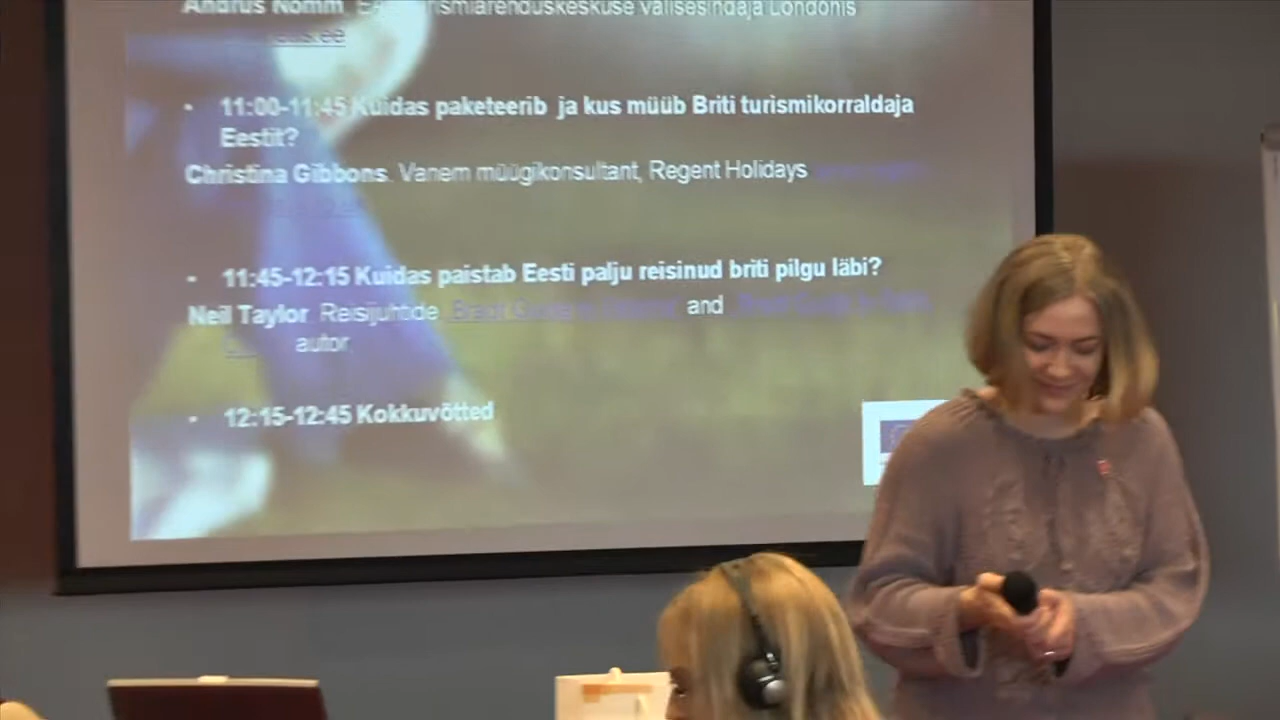 Andrus Nõmm
välisesindaja Londonis
• 11:00-11:45 Kuidas paketeerib ja kus müüb Briti turismikorraldaja
Eestit?
Christina Gibbons. Vanem müügikonsultant, Regent Holidays
• 11:45-12:15 Kuidas paistab Eesti palju reisinud briti pilgu läbi?
Neil Taylor Reisijuhtide and
autor
• 12:15-12:45 Kokkuvõtted